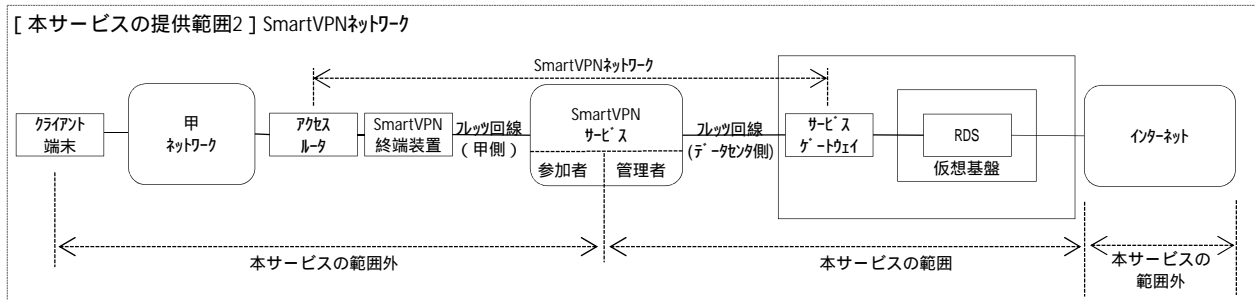 [ 本サービスの提供範囲2 ] SmartVPNﾈｯﾄﾜｰｸ
SmartVPNﾈｯﾄﾜｰｸ
ｸﾗｲｱﾝﾄ
端末
甲
ﾈｯﾄﾜｰｸ
ｱｸｾｽ
ﾙｰﾀ
SmartVPN
終端装置
ﾌﾚｯﾂ回線
( 甲側 )
SmartVPN
ｻｰﾋﾞｽ
参加者
管理者
ﾌﾚｯﾂ回線
(ﾃﾞｰﾀｾﾝﾀ側)
ｻｰﾋﾞｽ
ｹﾞｰﾄｳｪｲ
RDS
仮想基盤
ｲﾝﾀｰﾈｯﾄ
本サービスの範囲外
本サービスの範囲
本サービスの
範囲外